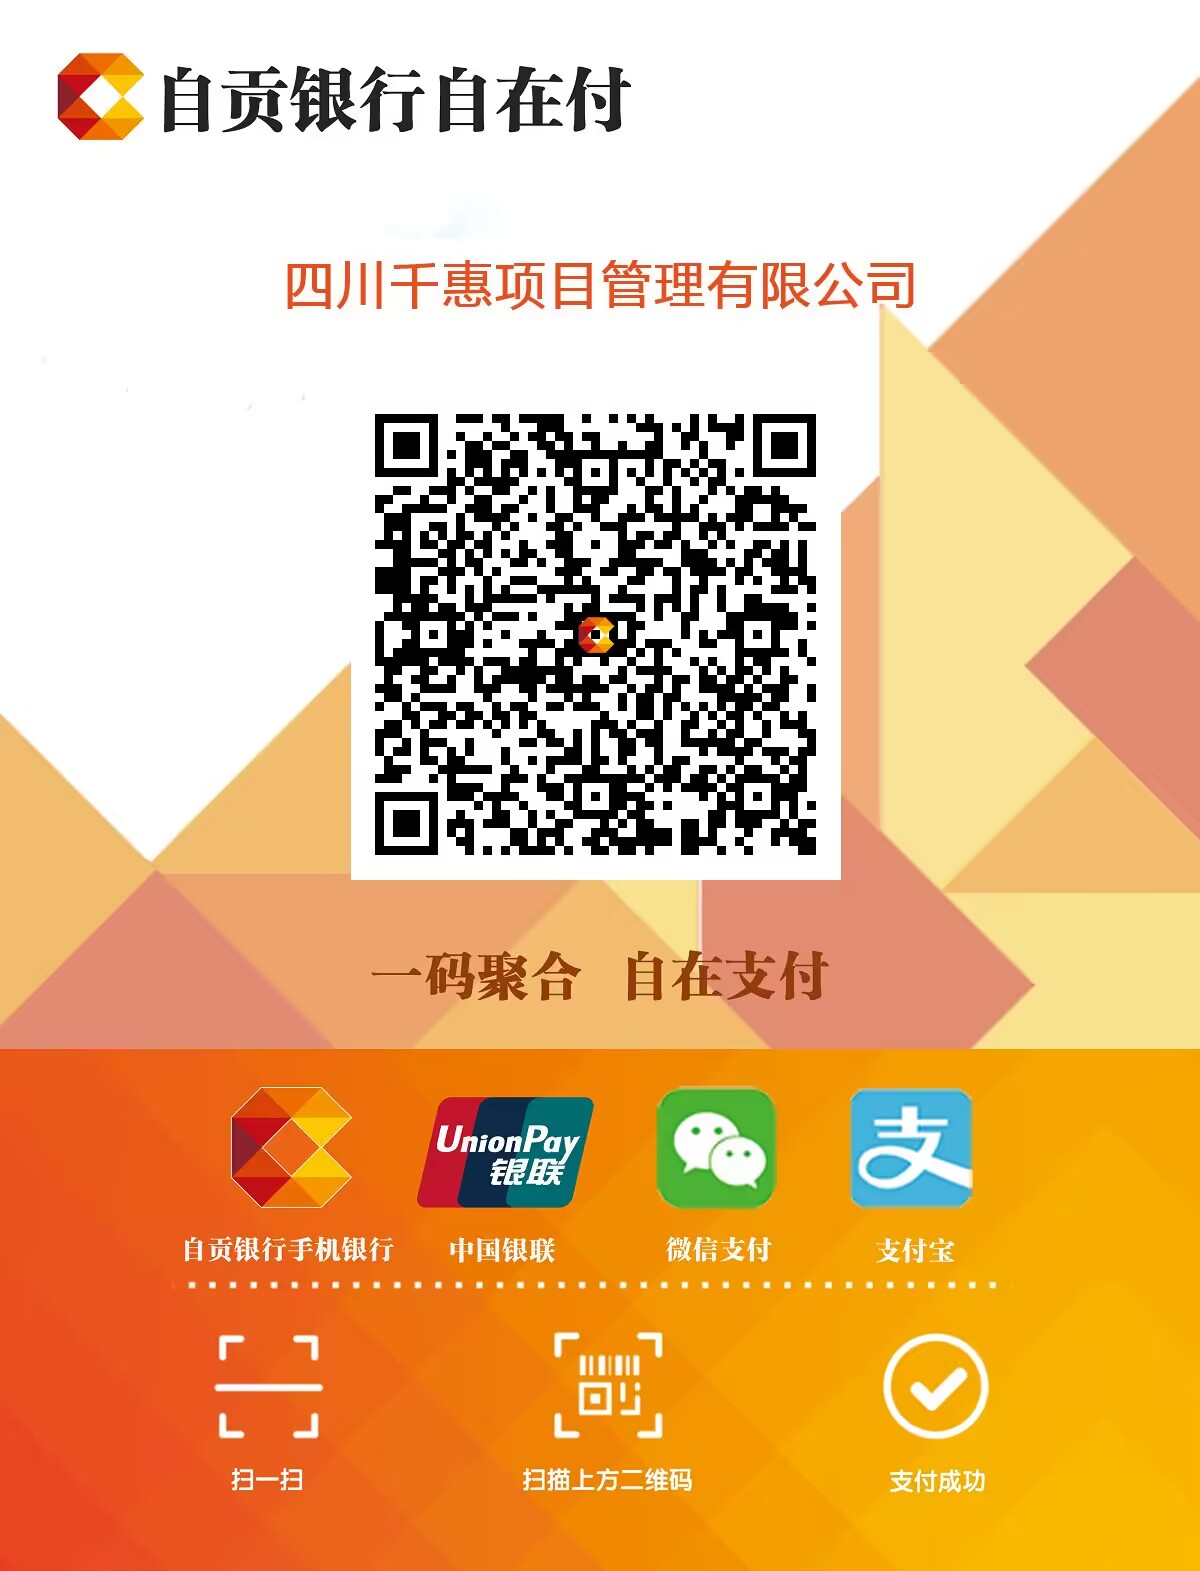 自贡银行自在付
四川千惠项目管理有限公司
一码聚合 自在支付
UnionPay
银联
支
自贡银行手机银行 中国银联 微信支付 支付宝
扫一扫 扫描上方二维码 支付成功